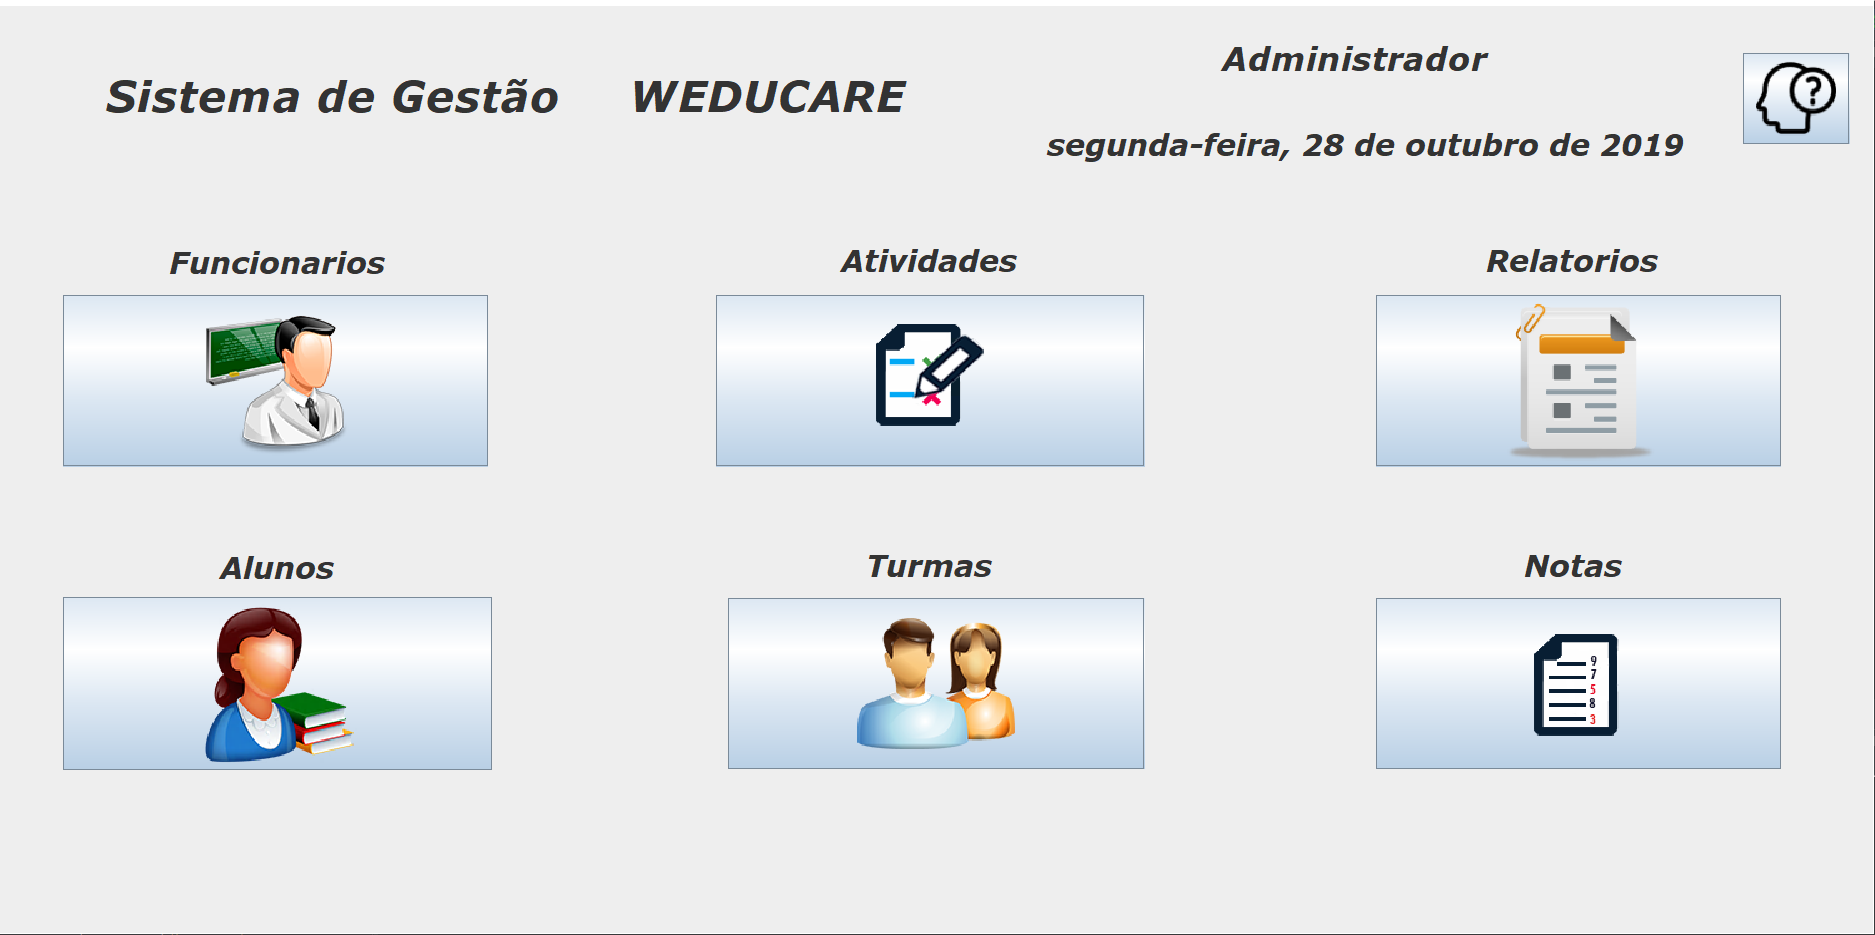 Administrador
Sistema de Gestão WEDUCARE
?
segunda-feira, 28 de outubro de 2019
Funcionarios
Atividades
Relatorios
Alunos
Turmas
Notas
9
7
5
8
3